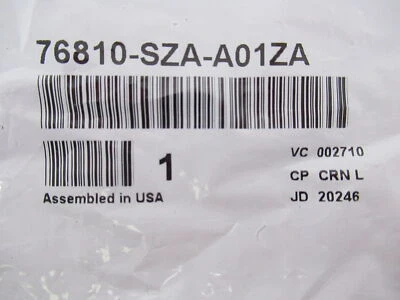 76810-SZA-A01ZA
1
VC 002710
CP CRN L
JD 20246
Assembled in USA